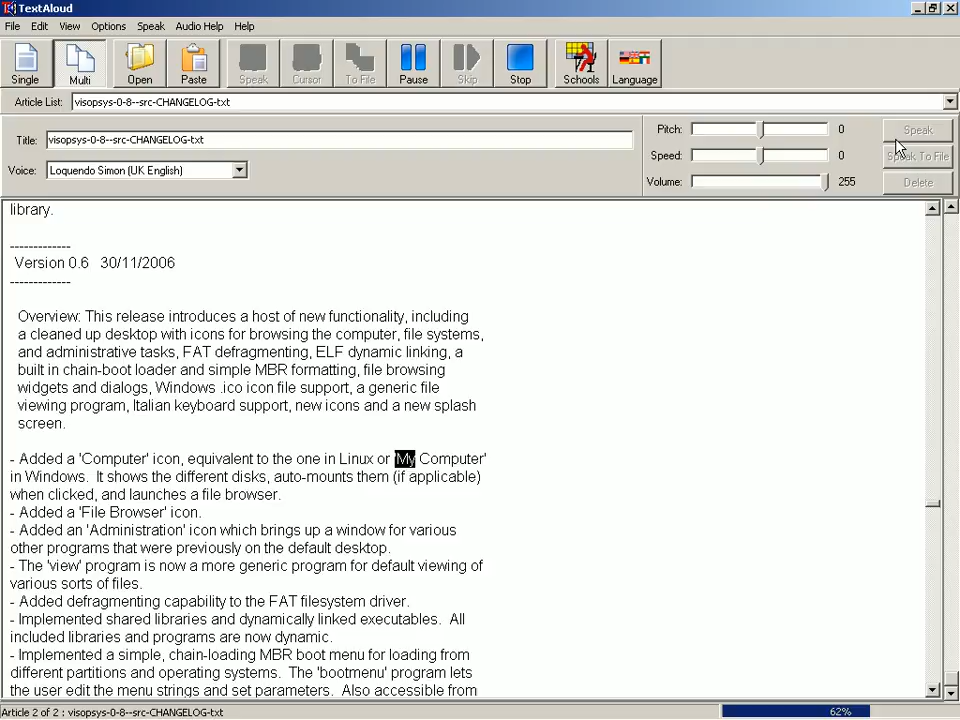 TextAloud
File Edit View Options Speak Audio Help Help
Single Multi Open Paste Speak Cursor To File Pause Skip Stop Schools Language
Article List: visopsys-0-8--src-CHANGELOG-txt
Title: visopsys-0-8--src-CHANGELOG-txt
Voice: Loquendo Simon (UK English)
Pitch: 0 Speak
Speed: 0 Speak To File
Volume: 255 Delete
library.
-------------
Version 0.6 30/11/2006
-------------
Overview: This release introduces a host of new functionality, including
a cleaned up desktop with icons for browsing the computer, file systems,
and administrative tasks, FAT defragmenting, ELF dynamic linking, a
built in chain-boot loader and simple MBR formatting, file browsing
widgets and dialogs, Windows .ico icon file support, a generic file
viewing program, Italian keyboard support, new icons and a new splash
screen.
- Added a 'Computer' icon, equivalent to the one in Linux or 'My Computer'
in Windows. It shows the different disks, auto-mounts them (if applicable)
when clicked, and launches a file browser.
- Added a 'File Browser' icon.
- Added an 'Administration' icon which brings up a window for various
other programs that were previously on the default desktop.
- The 'view' program is now a more generic program for default viewing of
various sorts of files.
- Added defragmenting capability to the FAT filesystem driver.
- Implemented shared libraries and dynamically linked executables. All
included libraries and programs are now dynamic.
- Implemented a simple, chain-loading MBR boot menu for loading from
different partitions and operating systems. The 'bootmenu' program lets
the user edit the menu strings and set parameters. Also accessible from
Article 2 of 2 : visopsys-0-8--src-CHANGELOG-txt 62%